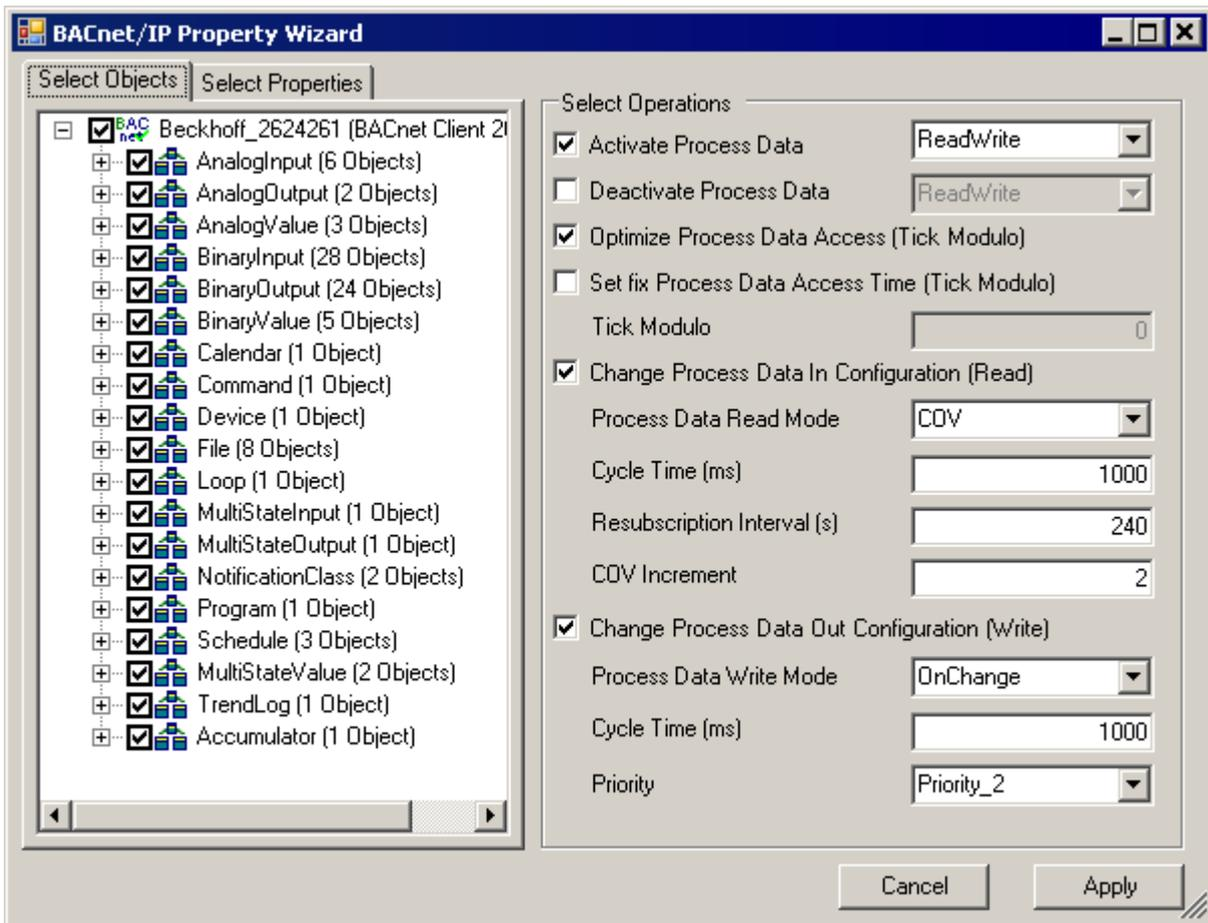 BACnet/IP Property Wizard
Select Objects
Select Properties
BAC
net
Beckhoff_2624261 (BACnet Client 2
AnalogInput (6 Objects)
AnalogOutput (2 Objects)
AnalogValue (3 Objects)
BinaryInput (28 Objects)
BinaryOutput (24 Objects)
BinaryValue (5 Objects)
Calendar (1 Object)
Command (1 Object)
Device (1 Object)
File (8 Objects)
Loop (1 Object)
MultiStateInput (1 Object)
MultiStateOutput (1 Object)
NotificationClass (2 Objects)
Program (1 Object)
Schedule (3 Objects)
MultiStateValue (2 Objects)
TrendLog (1 Object)
Accumulator (1 Object)
Select Operations
Activate Process Data ReadWrite
Deactivate Process Data ReadWrite
Optimize Process Data Access (Tick Modulo)
Set fix Process Data Access Time (Tick Modulo)
Tick Modulo 0
Change Process Data In Configuration (Read)
Process Data Read Mode COV
Cycle Time (ms) 1000
Resubscription Interval (s) 240
COV Increment 2
Change Process Data Out Configuration (Write)
Process Data Write Mode OnChange
Cycle Time (ms) 1000
Priority Priority_2
Cancel
Apply